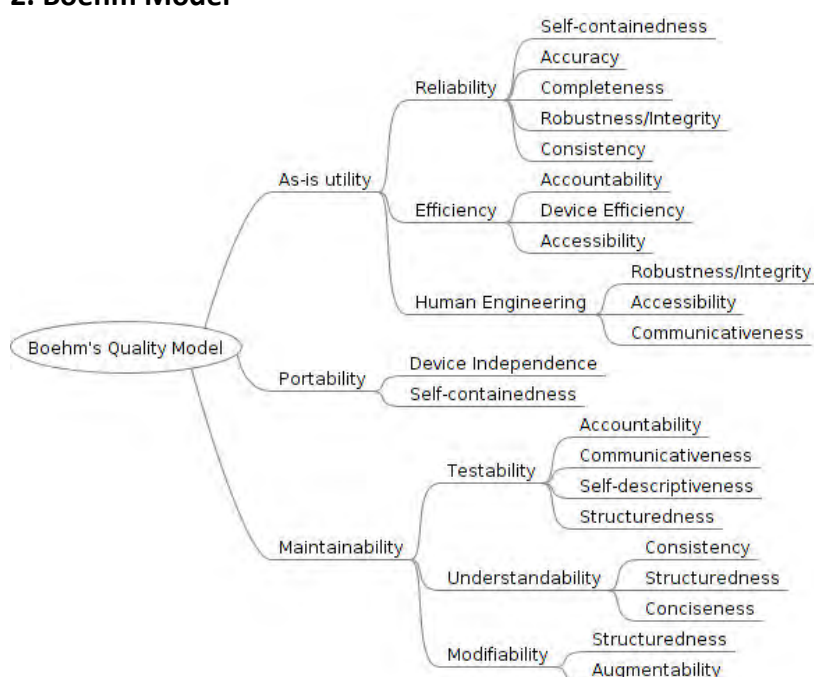 2. Boehm Model
Self-containedness
Accuracy
Reliability
Completeness
Robustness/Integrity
Consistency
As-is utility
Accountability
Efficiency
Device Efficiency
Accessibility
Robustness/Integrity
Human Engineering
Accessibility
Communicativeness
Boehm's Quality Model
Portability
Device Independence
Self-containedness
Accountability
Communicativeness
Testability
Self-descriptiveness
Structuredness
Maintainability
Consistency
Understandability
Structuredness
Conciseness
Structuredness
Modifiability
Augmentability